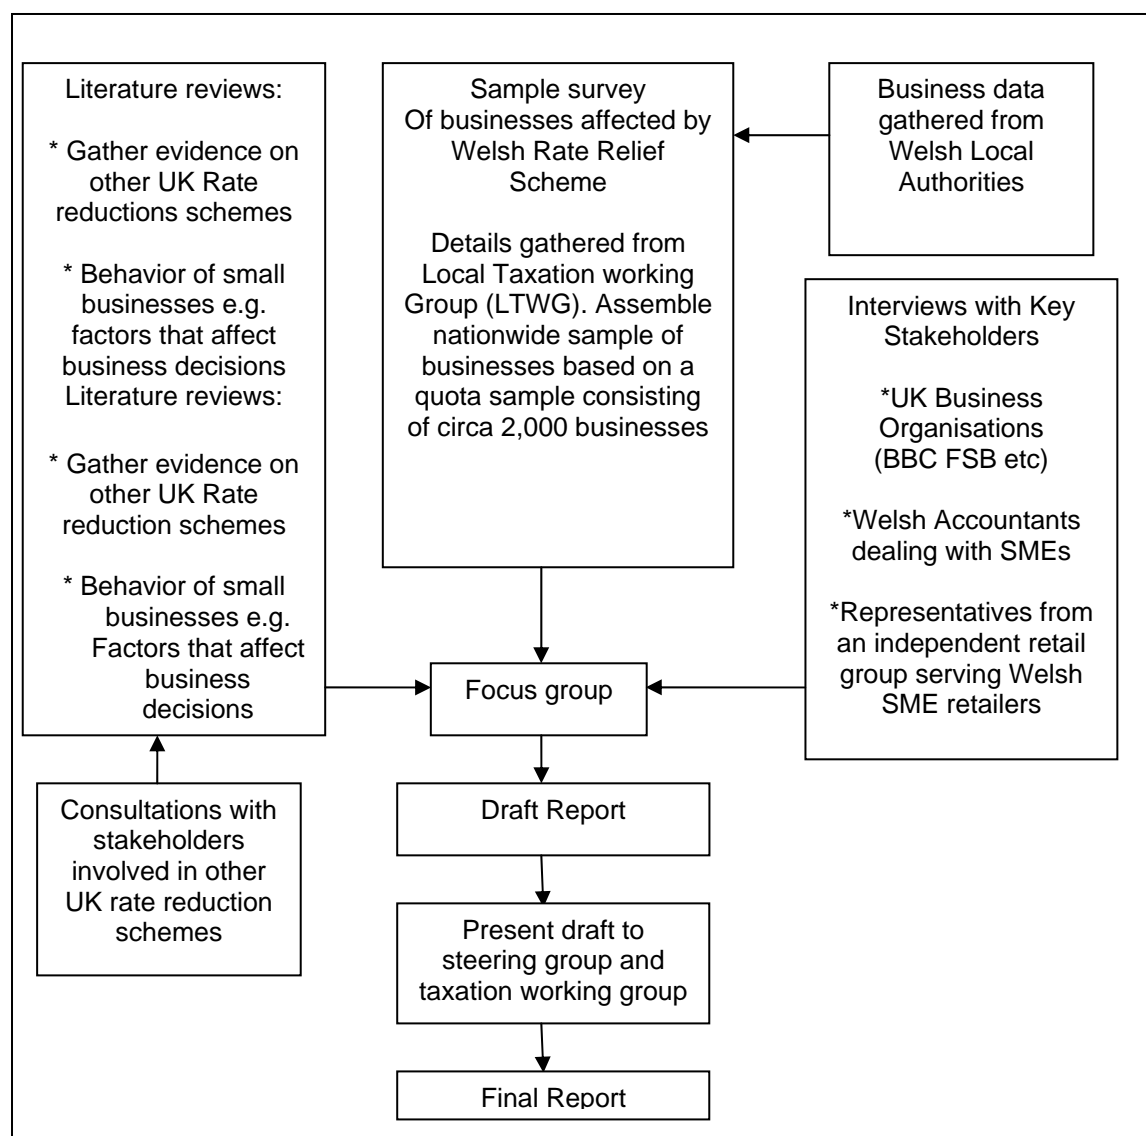 Literature reviews:
* Gather evidence on
other UK Rate
reductions schemes
* Behavior of small
businesses e.g.
factors that affect
business decisions
Literature reviews:
* Gather evidence on
other UK Rate
reduction schemes
* Behavior of small
businesses e.g.
Factors that affect
business
decisions
Sample survey
Of businesses affected by
Welsh Rate Relief
Scheme
Details gathered from
Local Taxation working
Group (LTWG). Assemble
nationwide sample of
businesses based on a
quota sample consisting
of circa 2,000 businesses
Business data
gathered from
Welsh Local
Authorities
Interviews with Key
Stakeholders
*UK Business
Organisations
(BBC FSB etc)
*Welsh Accountants
dealing with SMEs
*Representatives from
an independent retail
group serving Welsh
SME retailers
Focus group
Consultations with
stakeholders
involved in other
UK rate reduction
schemes
Draft Report
Present draft to
steering group and
taxation working
group
Final Report